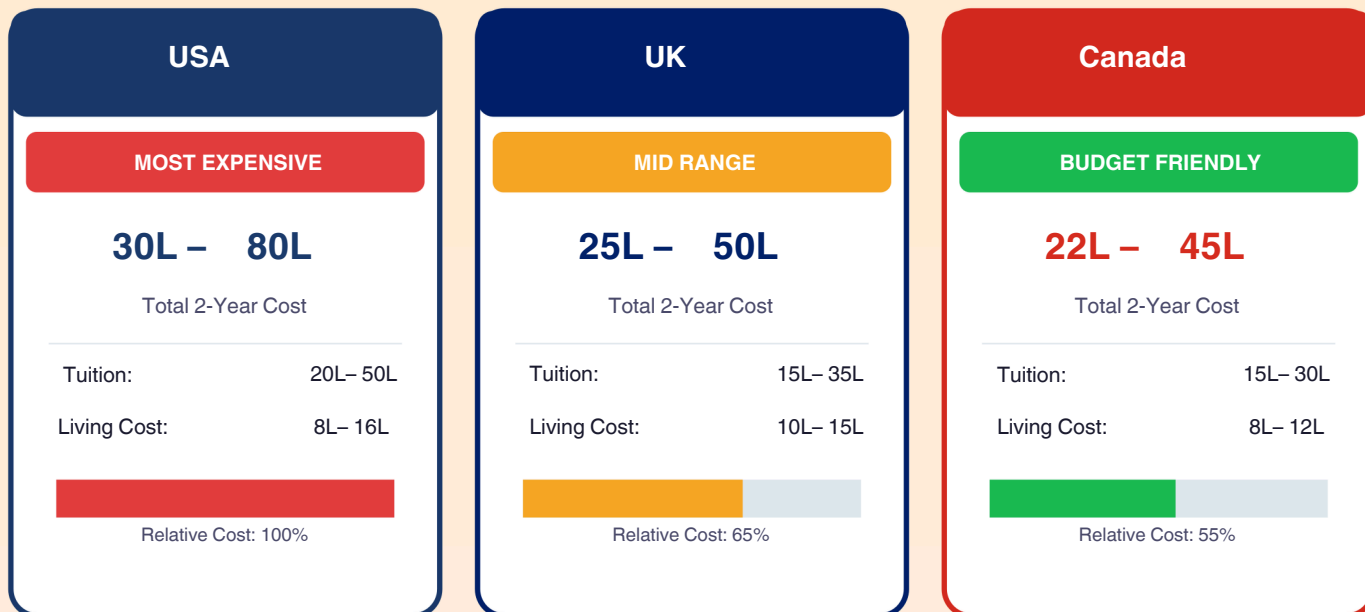 USA
MOST EXPENSIVE
30L – 80L
Total 2-Year Cost
Tuition: 20L– 50L
Living Cost: 8L– 16L
Relative Cost: 100%
UK
MID RANGE
25L – 50L
Total 2-Year Cost
Tuition: 15L– 35L
Living Cost: 10L– 15L
Relative Cost: 65%
Canada
BUDGET FRIENDLY
22L – 45L
Total 2-Year Cost
Tuition: 15L– 30L
Living Cost: 8L– 12L
Relative Cost: 55%